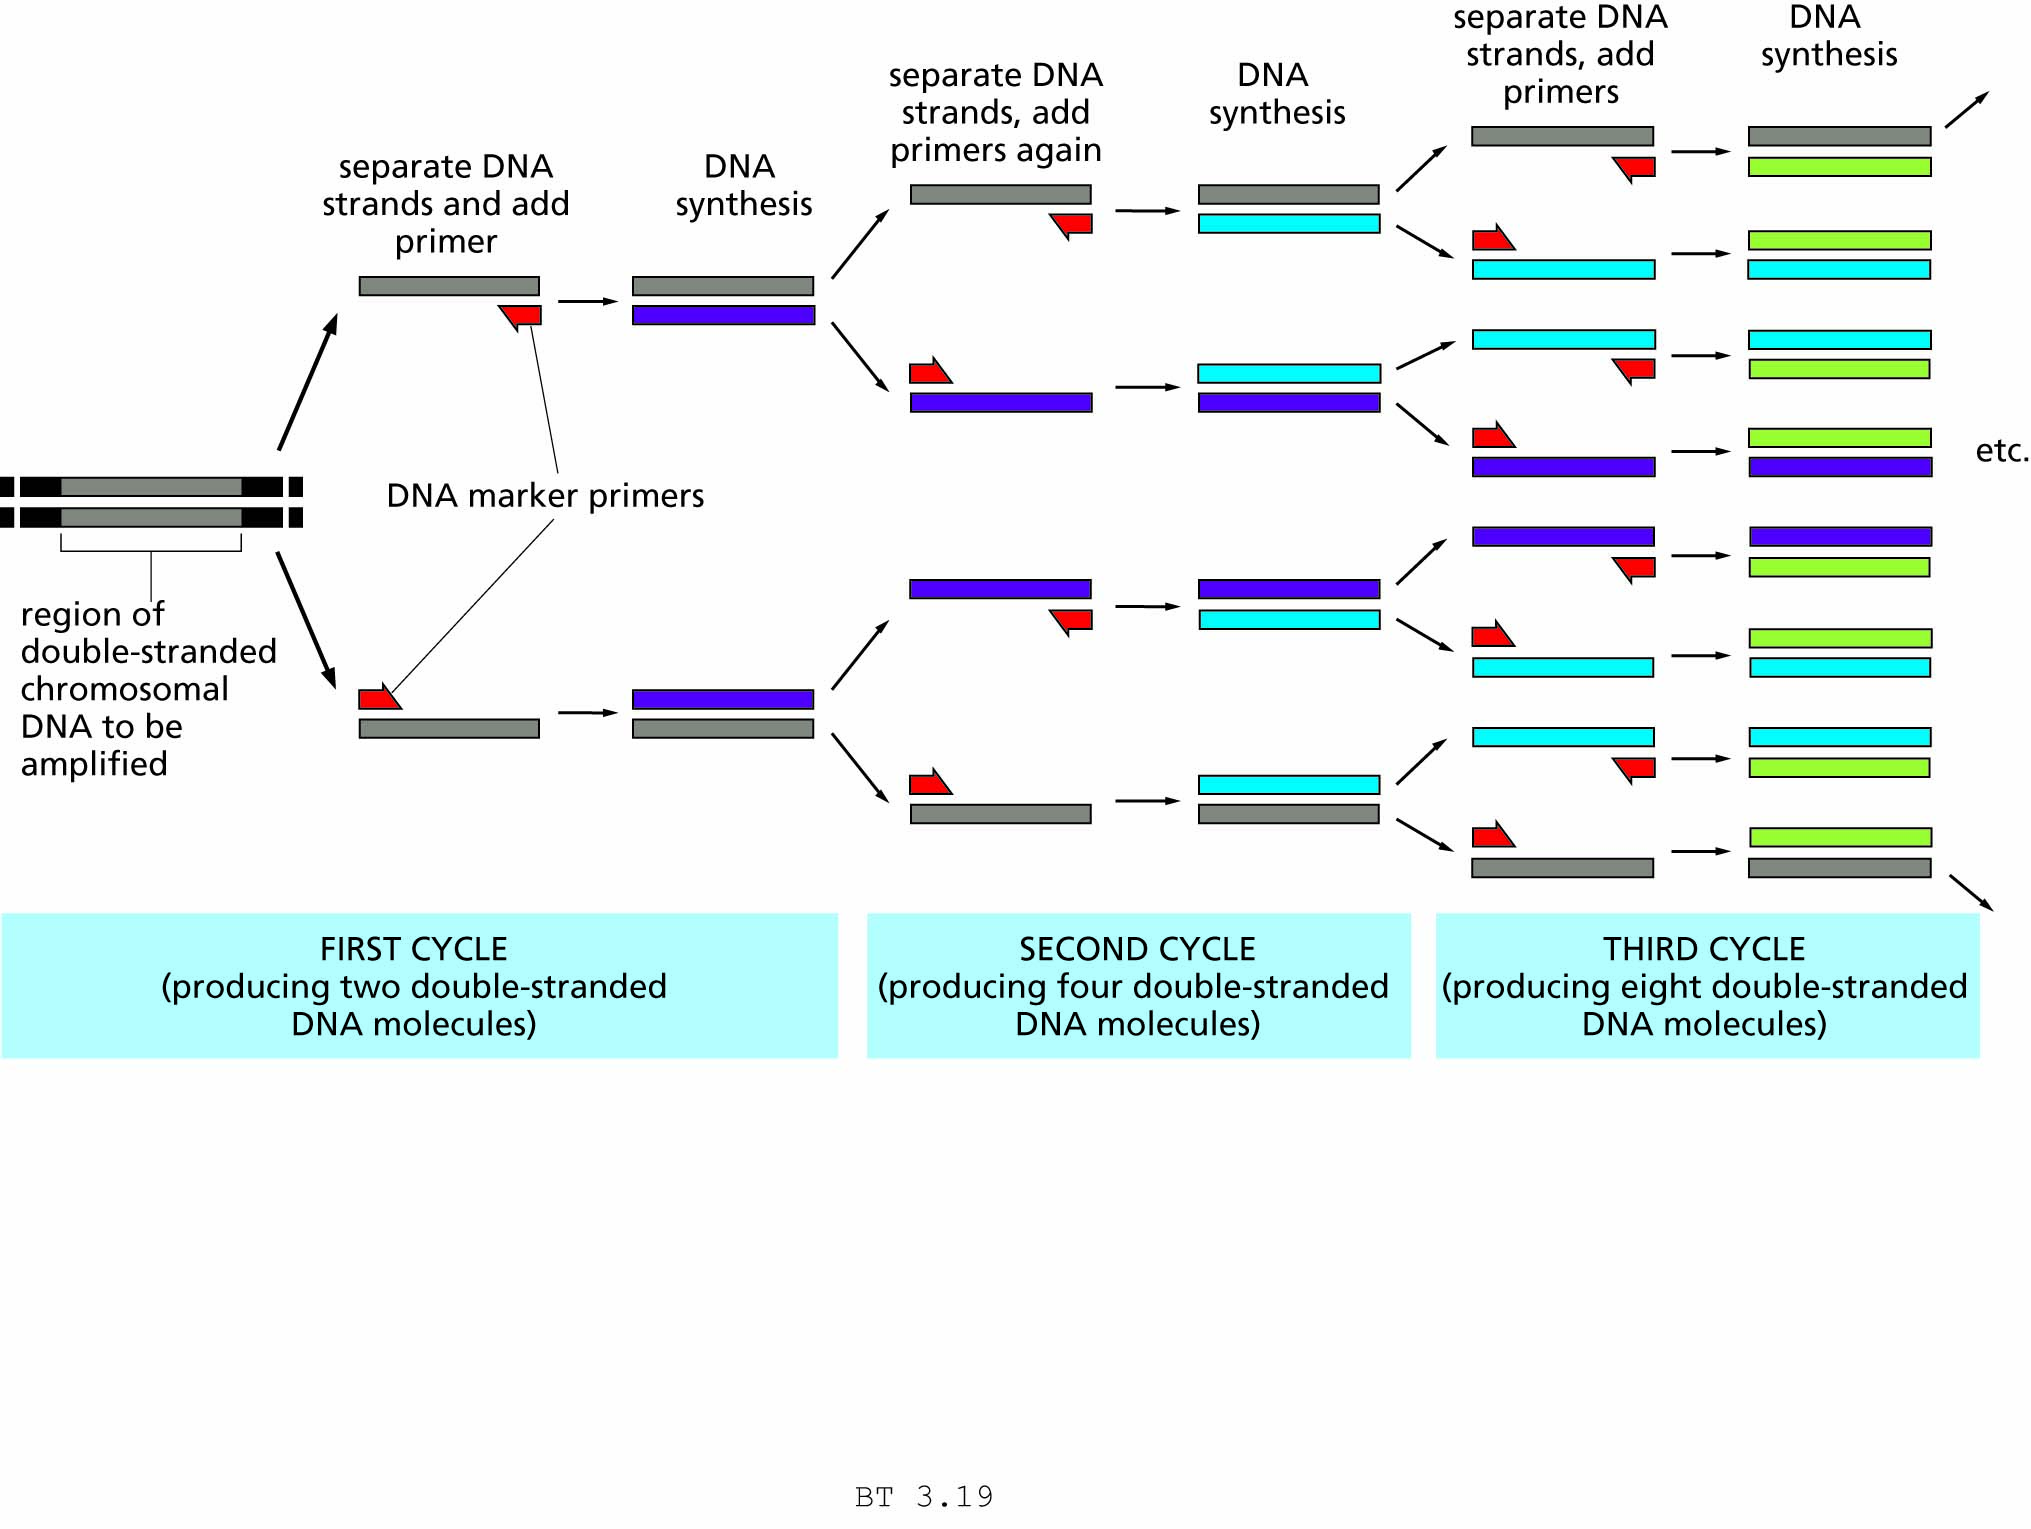 separate DNA
strands and add
primer
DNA
synthesis
separate DNA
strands, add
primers again
DNA
synthesis
separate DNA
strands, add
primers
DNA
synthesis
DNA marker primers
etc.
region of
double-stranded
chromosomal
DNA to be
amplified
FIRST CYCLE
(producing two double-stranded
DNA molecules)
SECOND CYCLE
(producing four double-stranded
DNA molecules)
THIRD CYCLE
(producing eight double-stranded
DNA molecules)
BT 3.19